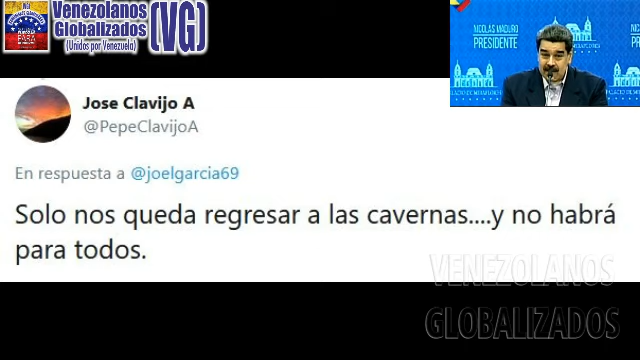 Venezolanos
Globalizados
(Unidos por Venezuela)
(VG)
NICOLÁS MADURO
PRESIDENTE
Jose Clavijo A
@PepeClavijoA
En respuesta a @joelgarcia69
Solo nos queda regresar a las cavernas....y no habrá
para todos.
VENEZOLANOS
GLOBALIZADOS